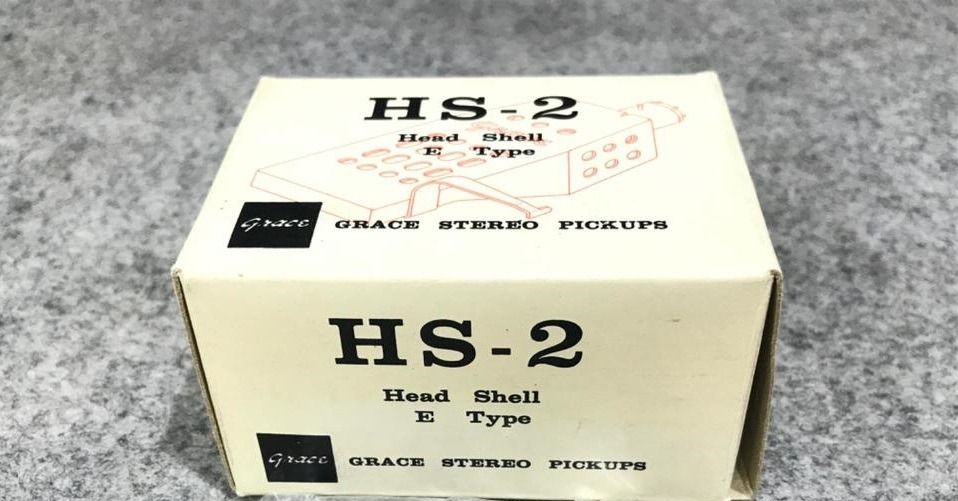 HS-2
Head Shell
E Type
Grace GRACE STEREO PICKUPS
HS-2
Head Shell
E Type
Grace GRACE STEREO PICKUPS